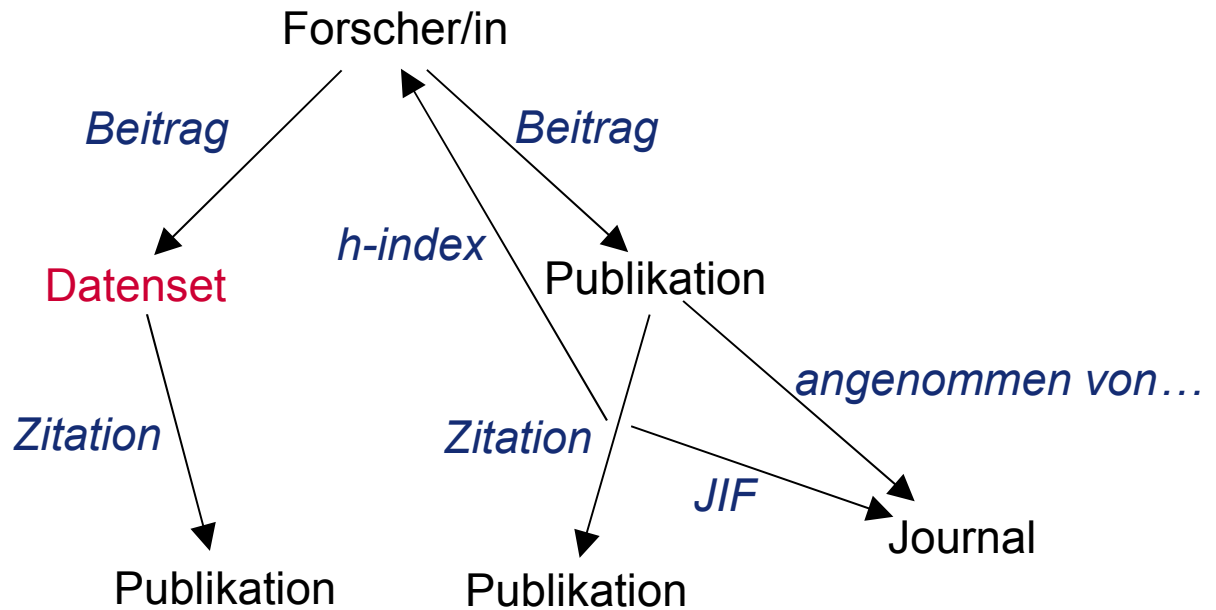 Forscher/in
Beitrag
Beitrag
h-index
Datenset
Publikation
angenommen von…
Zitation
Zitation
JIF
Journal
Publikation
Publikation